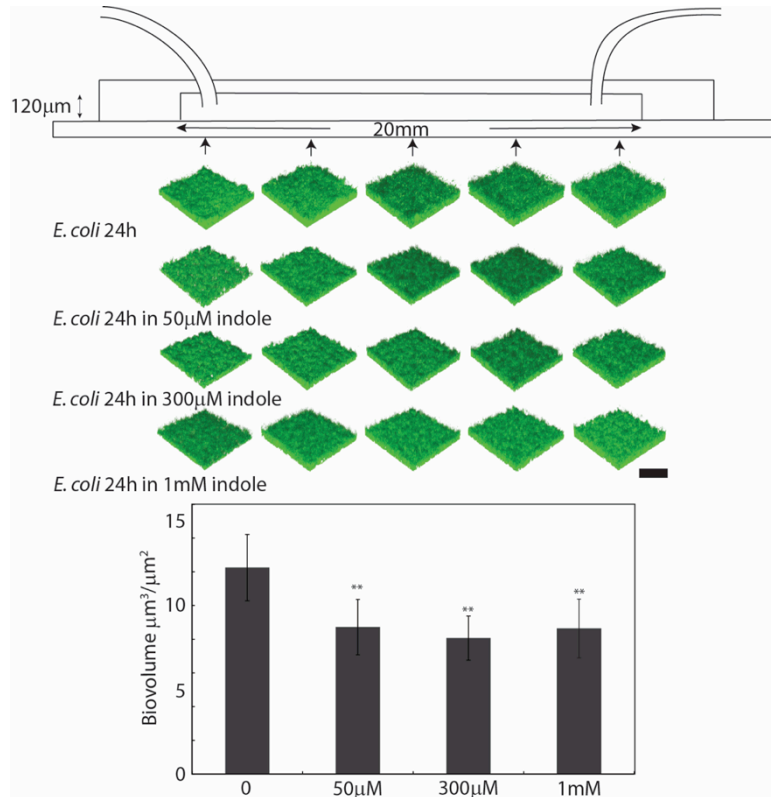 120μm
20mm
E. coli 24h
E. coli 24h in 50μM indole
E. coli 24h in 300μM indole
E. coli 24h in 1mM indole
Biovolume μm³/μm²
15
10
5
0
**
**
**
0 50μM 300μM 1mM